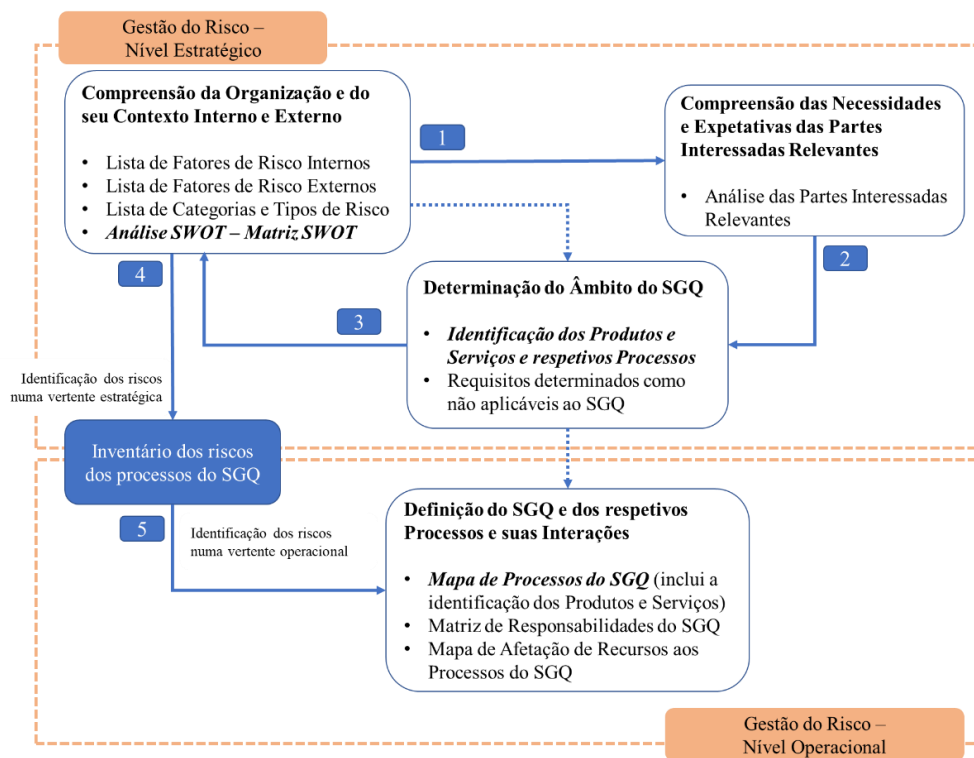 Gestão do Risco –
Nível Estratégico
Compreensão da Organização e do
seu Contexto Interno e Externo
• Lista de Fatores de Risco Internos
• Lista de Fatores de Risco Externos
• Lista de Categorias e Tipos de Risco
• Análise SWOT – Matriz SWOT
1
Compreensão das Necessidades
e Expetativas das Partes
Interessadas Relevantes
• Análise das Partes Interessadas
Relevantes
2
Determinação do Âmbito do SGQ
• Identificação dos Produtos e
Serviços e respetivos Processos
• Requisitos determinados como
não aplicáveis ao SGQ
3
4
Identificação dos riscos
numa vertente estratégica
Inventário dos riscos
dos processos do SGQ
5
Identificação dos riscos
numa vertente operacional
Definição do SGQ e dos respetivos
Processos e suas Interações
• Mapa de Processos do SGQ (inclui a
identificação dos Produtos e Serviços)
• Matriz de Responsabilidades do SGQ
• Mapa de Afetação de Recursos aos
Processos do SGQ
Gestão do Risco –
Nível Operacional